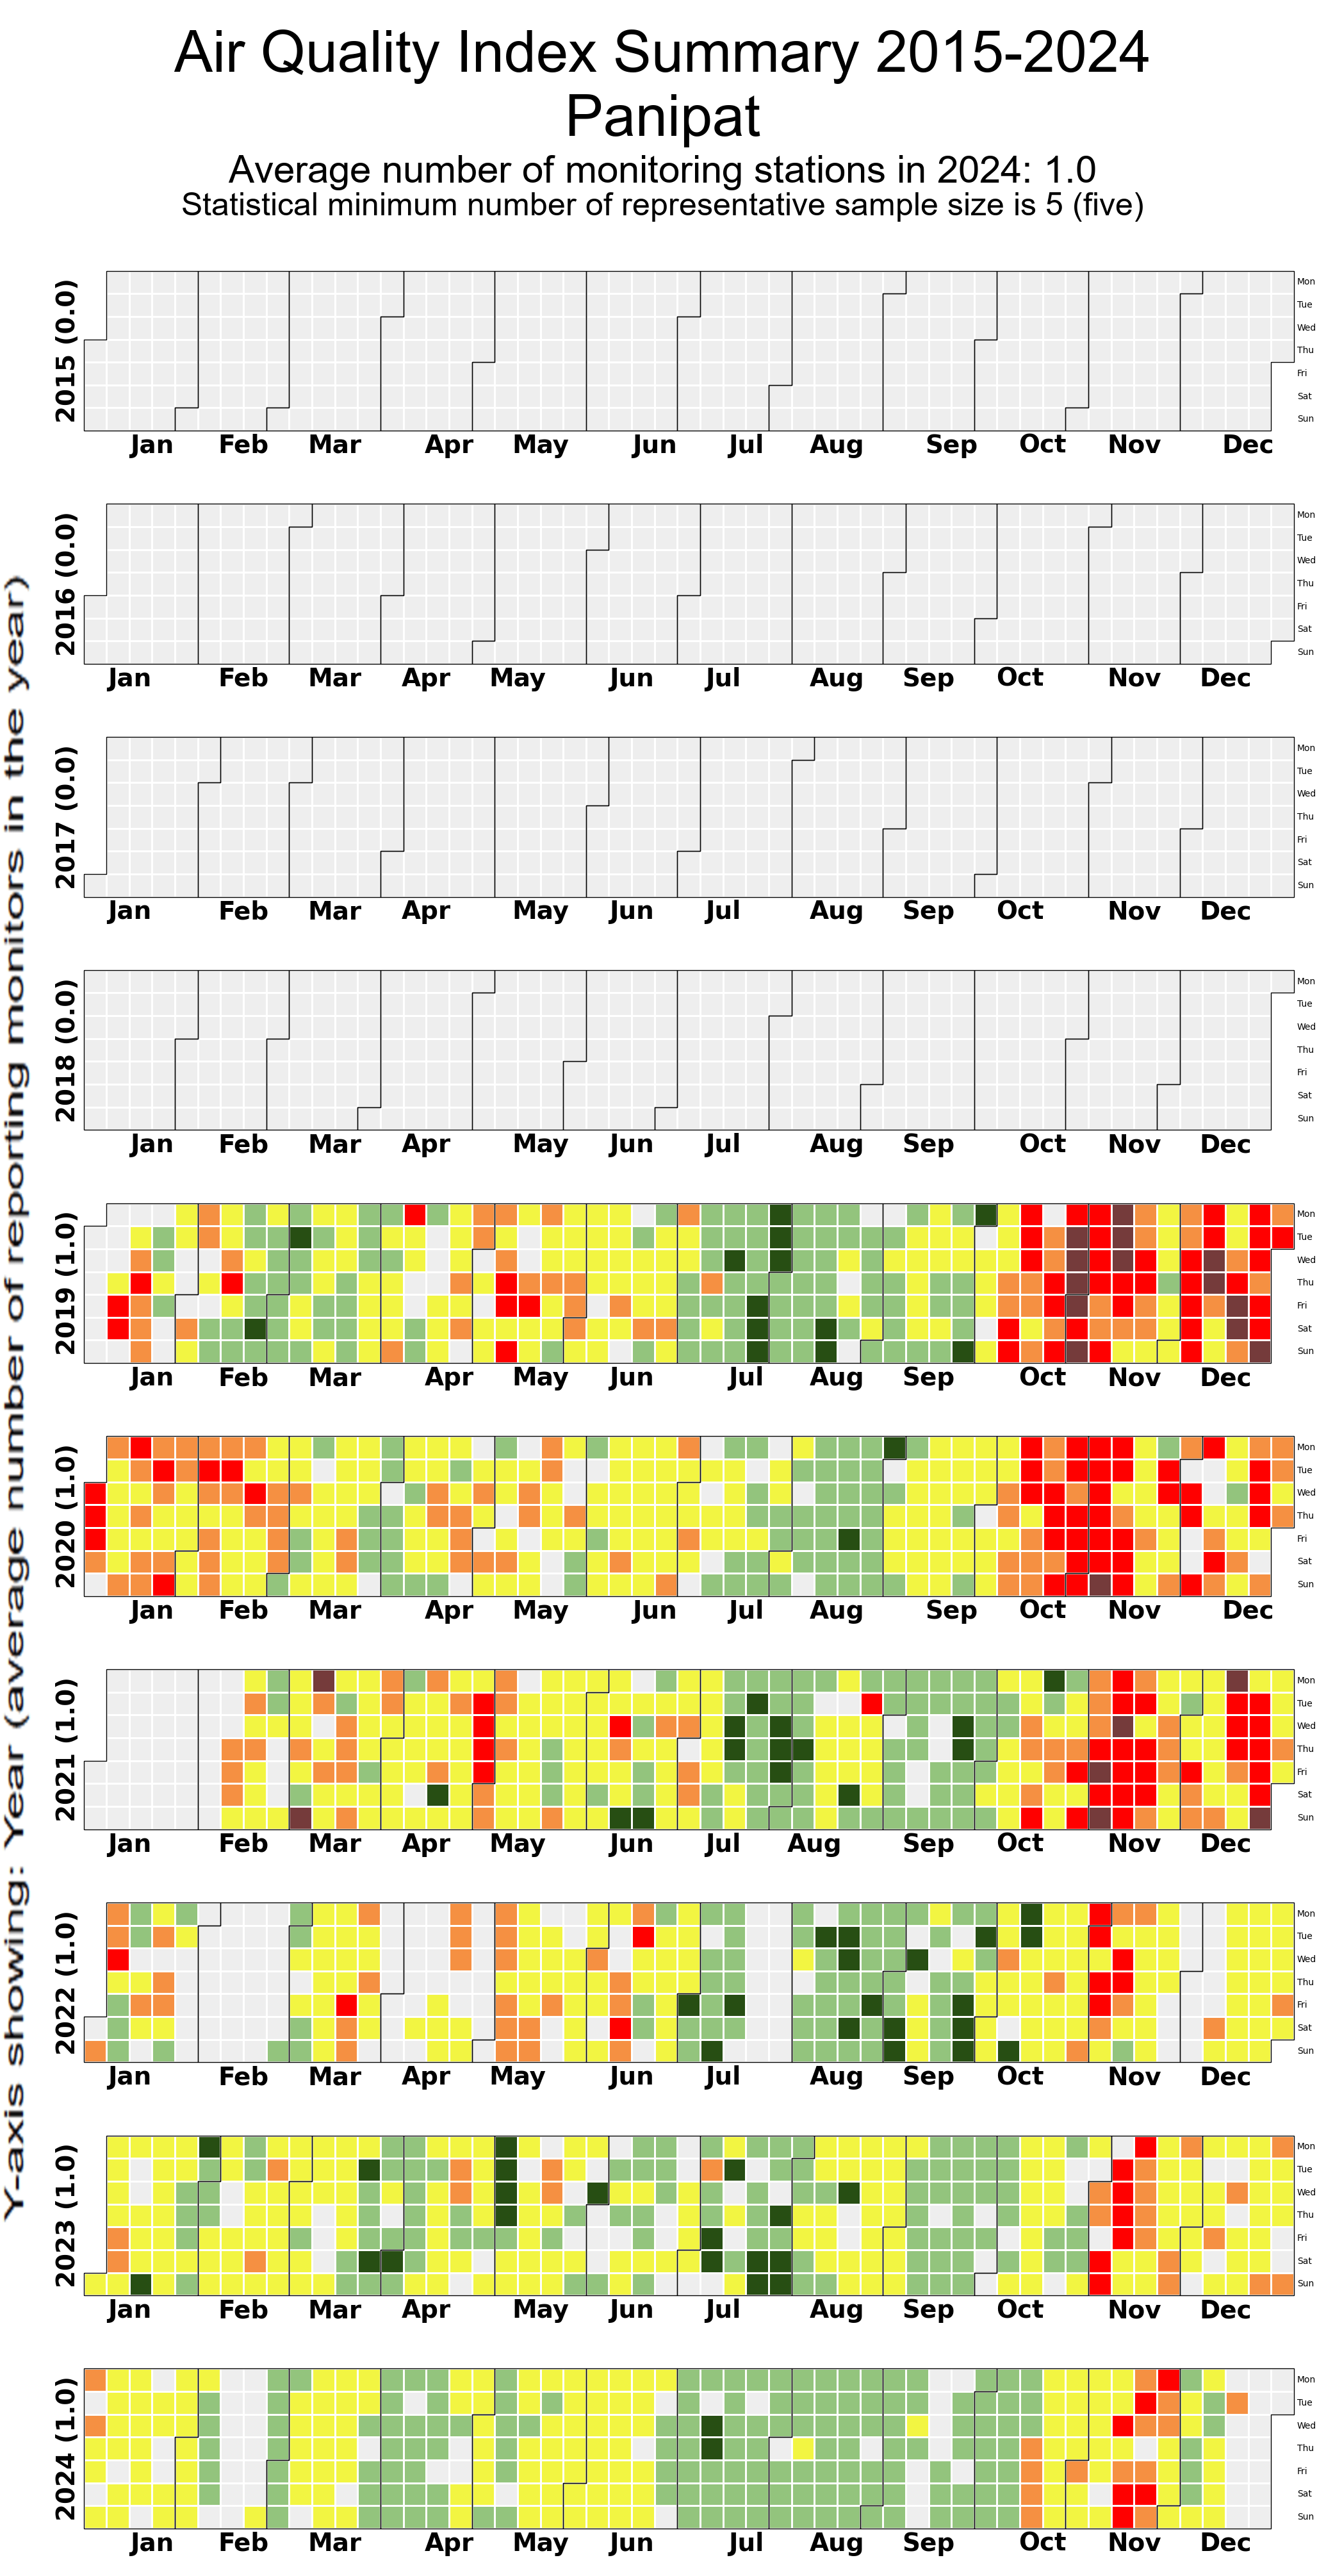 Air Quality Index Summary 2015-2024
Panipat
Average number of monitoring stations in 2024: 1.0
Statistical minimum number of representative sample size is 5 (five)
Y-axis showing: Year (average number of reporting monitors in the year)
2015 (0.0)
Mon
Tue
Wed
Thu
Fri
Sat
Sun
Jan Feb Mar Apr May Jun Jul Aug Sep Oct Nov Dec
2016 (0.0)
Mon
Tue
Wed
Thu
Fri
Sat
Sun
Jan Feb Mar Apr May Jun Jul Aug Sep Oct Nov Dec
2017 (0.0)
Mon
Tue
Wed
Thu
Fri
Sat
Sun
Jan Feb Mar Apr May Jun Jul Aug Sep Oct Nov Dec
2018 (0.0)
Mon
Tue
Wed
Thu
Fri
Sat
Sun
Jan Feb Mar Apr May Jun Jul Aug Sep Oct Nov Dec
2019 (1.0)
Mon
Tue
Wed
Thu
Fri
Sat
Sun
Jan Feb Mar Apr May Jun Jul Aug Sep Oct Nov Dec
2020 (1.0)
Mon
Tue
Wed
Thu
Fri
Sat
Sun
Jan Feb Mar Apr May Jun Jul Aug Sep Oct Nov Dec
2021 (1.0)
Mon
Tue
Wed
Thu
Fri
Sat
Sun
Jan Feb Mar Apr May Jun Jul Aug Sep Oct Nov Dec
2022 (1.0)
Mon
Tue
Wed
Thu
Fri
Sat
Sun
Jan Feb Mar Apr May Jun Jul Aug Sep Oct Nov Dec
2023 (1.0)
Mon
Tue
Wed
Thu
Fri
Sat
Sun
Jan Feb Mar Apr May Jun Jul Aug Sep Oct Nov Dec
2024 (1.0)
Mon
Tue
Wed
Thu
Fri
Sat
Sun
Jan Feb Mar Apr May Jun Jul Aug Sep Oct Nov Dec